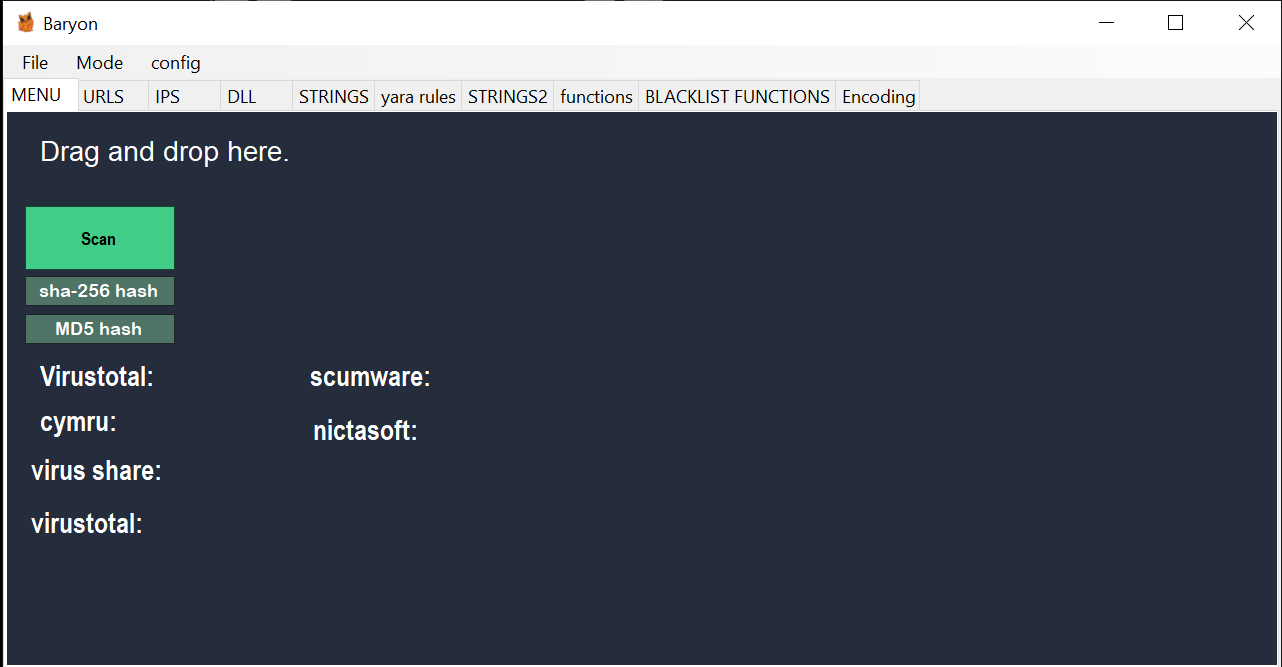 Baryon
File Mode config
MENU URLS IPS DLL STRINGS yara rules STRINGS2 functions BLACKLIST FUNCTIONS Encoding
Drag and drop here.
Scan
sha-256 hash
MD5 hash
Virustotal: scumware:
cymru: nictasoft:
virus share:
virustotal: